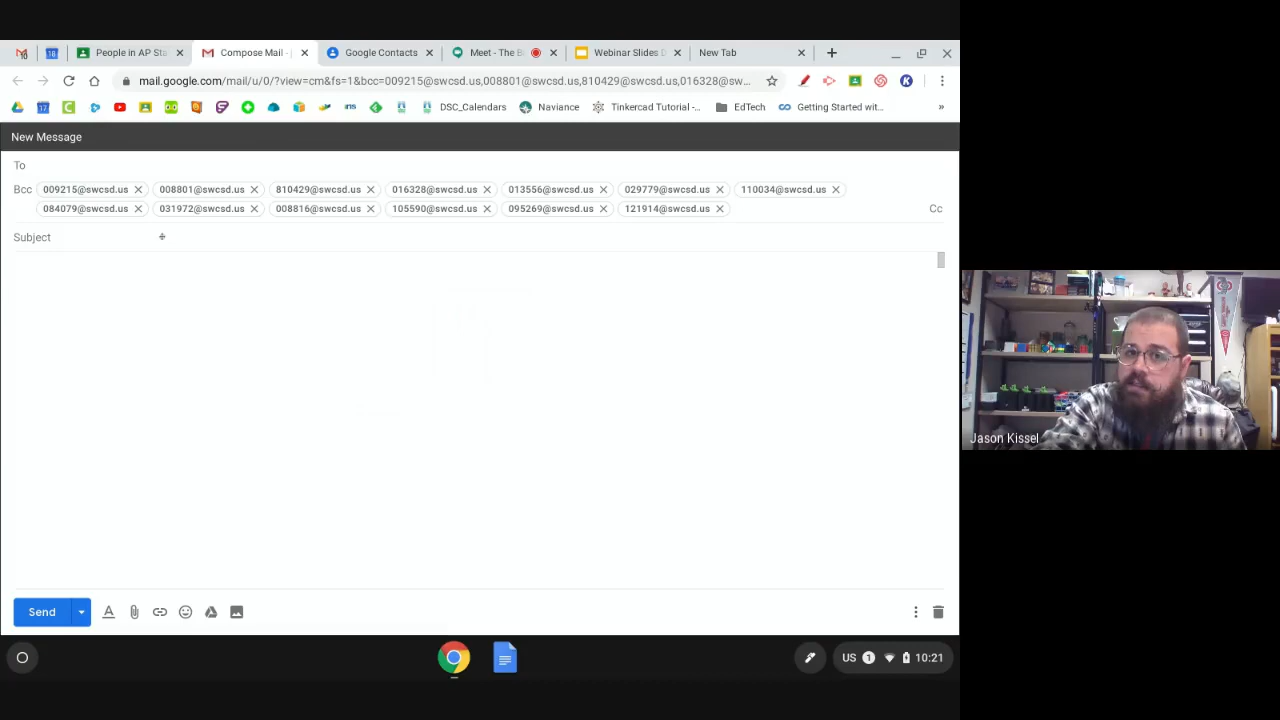 People in AP Sta
Compose Mail -
Google Contacts
Meet - The B
Webinar Slides D
New Tab
mail.google.com/mail/u/0/?view=cm&fs=1&bcc=009215@swcsd.us,008801@swcsd.us,810429@swcsd.us,016328@sw...
DSC_Calendars
Naviance
Tinkercad Tutorial -...
EdTech
Getting Started wit...
New Message
To
Bcc 009215@swcsd.us 008801@swcsd.us 810429@swcsd.us 016328@swcsd.us 013556@swcsd.us 029779@swcsd.us 110034@swcsd.us
084079@swcsd.us 031972@swcsd.us 008816@swcsd.us 105590@swcsd.us 095269@swcsd.us 121914@swcsd.us Cc
Subject
Jason Kissel
Send
US 1 10:21